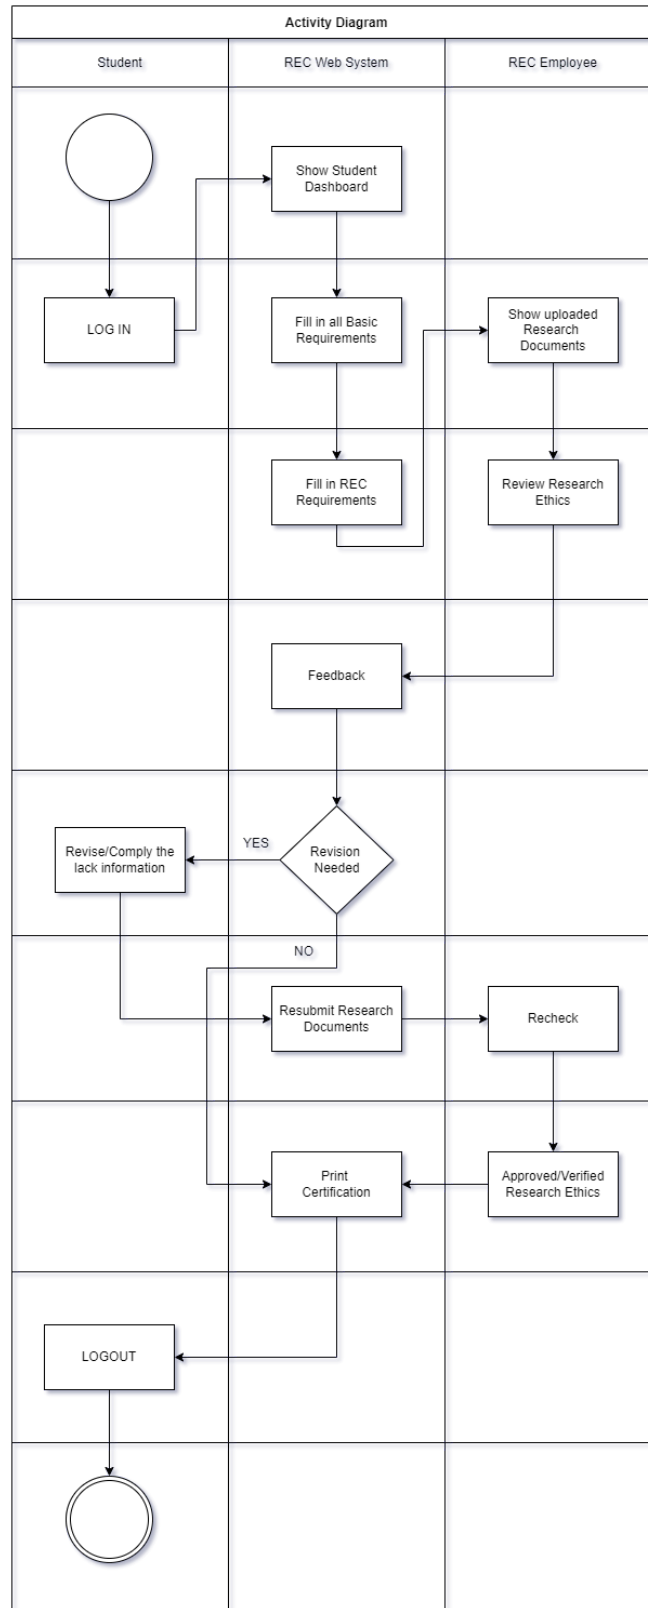 Activity Diagram
Student
REC Web System
REC Employee
Show Student
Dashboard
LOG IN
Fill in all Basic
Requirements
Show uploaded
Research
Documents
Fill in REC
Requirements
Review Research
Ethics
Feedback
Revise/Comply the
lack information
YES
Revision
Needed
NO
Resubmit Research
Documents
Recheck
Print
Certification
Approved/Verified
Research Ethics
LOGOUT